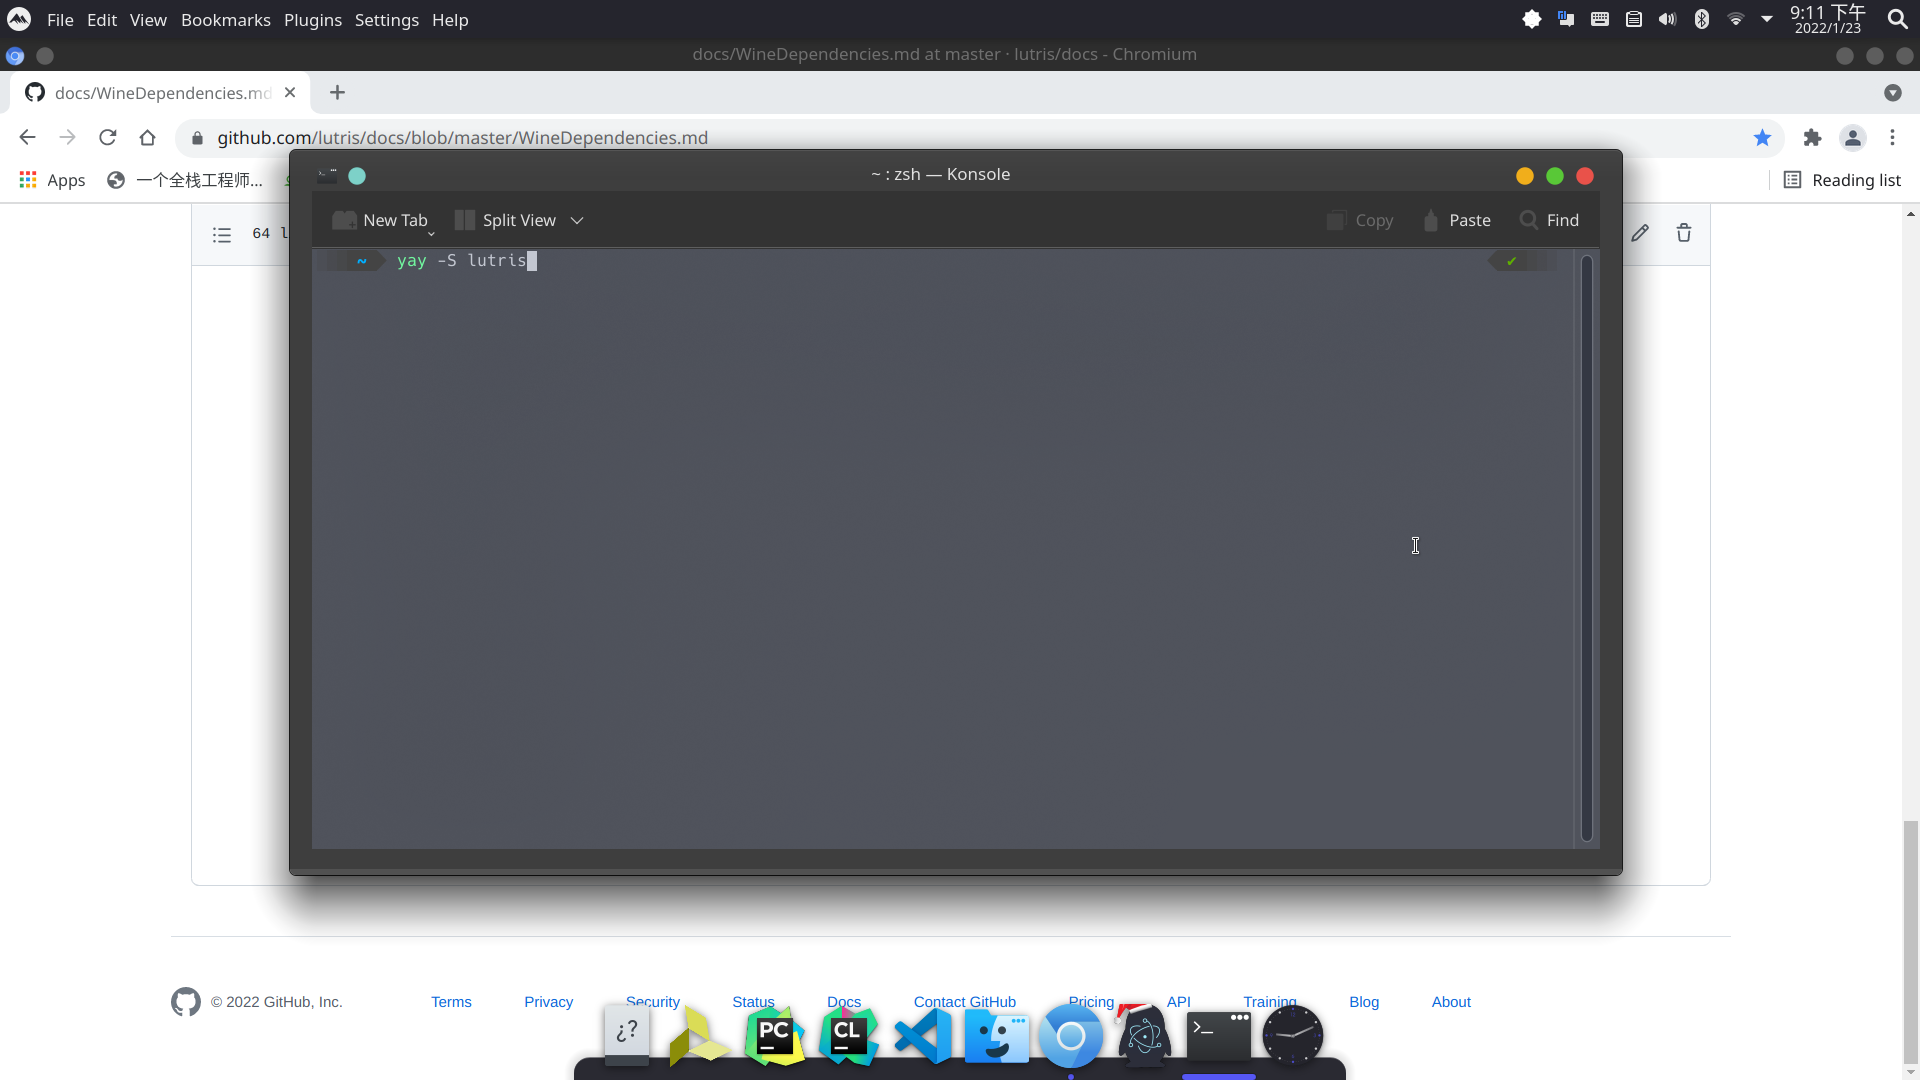 File Edit View Bookmarks Plugins Settings Help
9:11 下午
2022/1/23
docs/WineDependencies.md at master · lutris/docs - Chromium
docs/WineDependencies.md
github.com/lutris/docs/blob/master/WineDependencies.md
Apps 一个全栈工程师... Reading list
~ : zsh — Konsole
New Tab Split View Copy Paste Find
64 l
~ yay -S lutris
© 2022 GitHub, Inc. Terms Privacy Security Status Docs Contact GitHub Pricing API Training Blog About
¿? PC CL >_